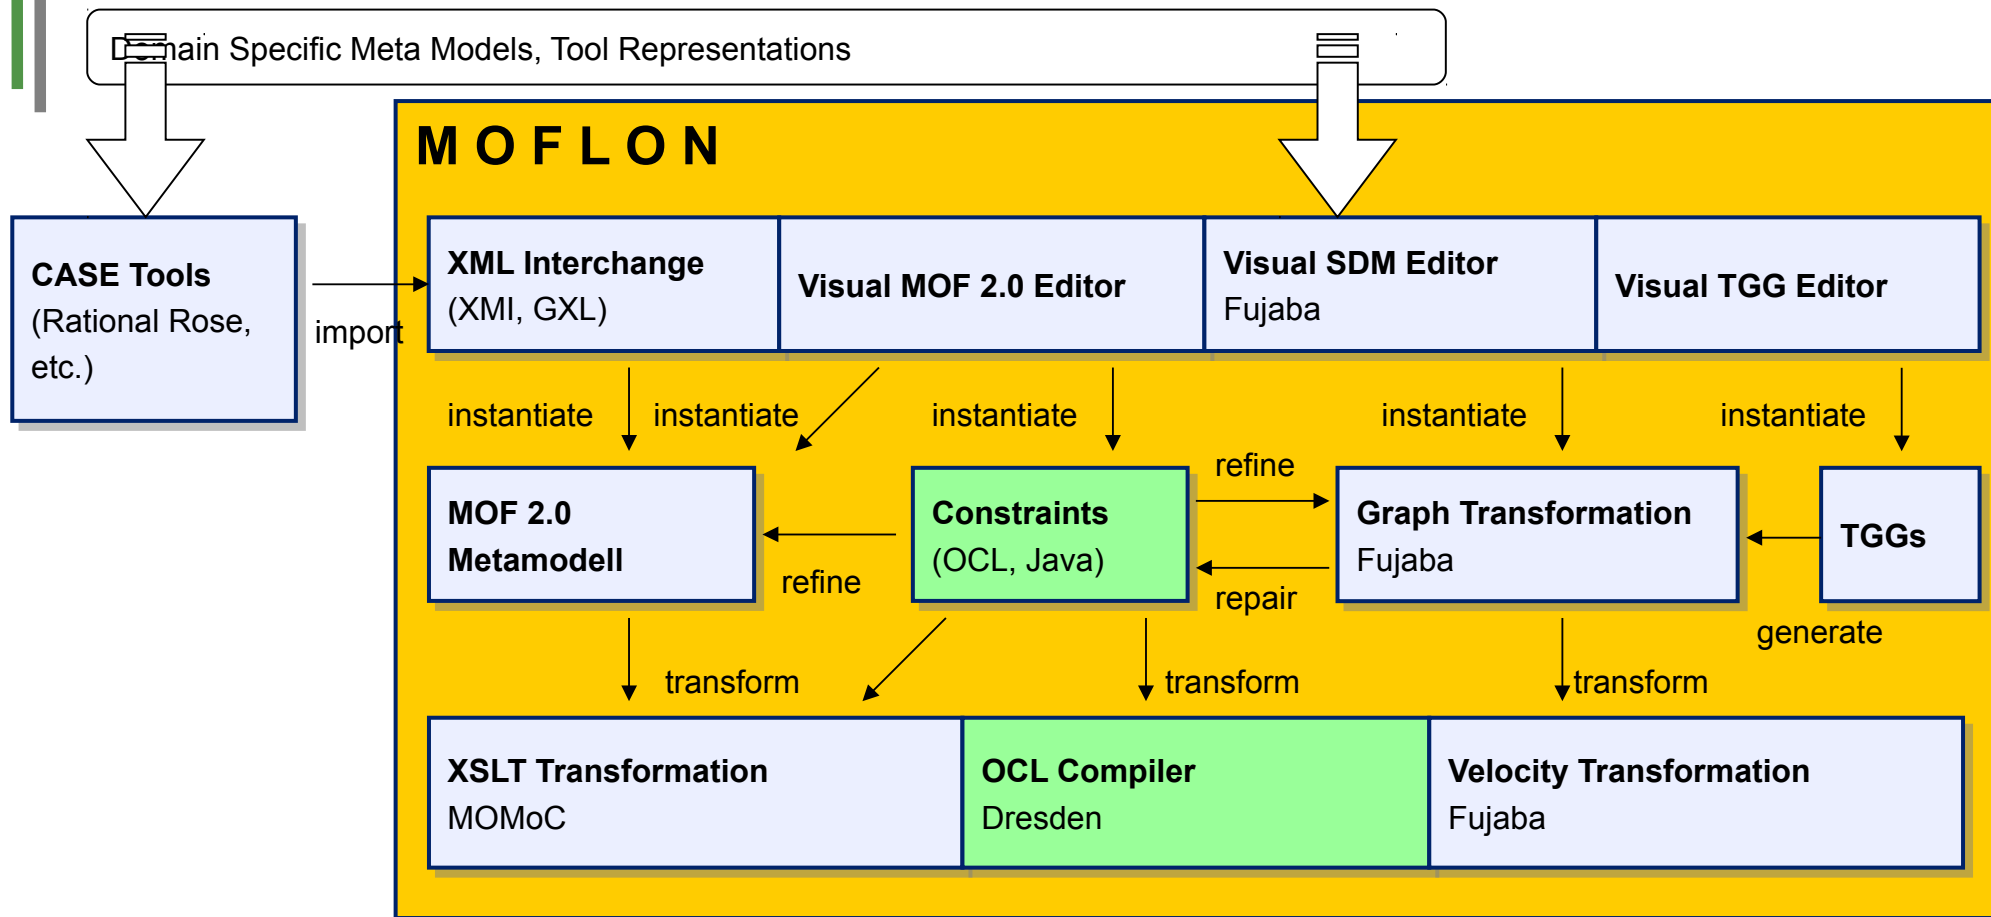 Domain Specific Meta Models, Tool Representations
M O F L O N
CASE Tools
(Rational Rose,
etc.)
import
XML Interchange
(XMI, GXL)
Visual MOF 2.0 Editor
Visual SDM Editor
Fujaba
Visual TGG Editor
instantiate
instantiate
instantiate
instantiate
instantiate
MOF 2.0
Metamodell
refine
Constraints
(OCL, Java)
refine
repair
Graph Transformation
Fujaba
TGGs
generate
transform
transform
transform
XSLT Transformation
MOMoC
OCL Compiler
Dresden
Velocity Transformation
Fujaba